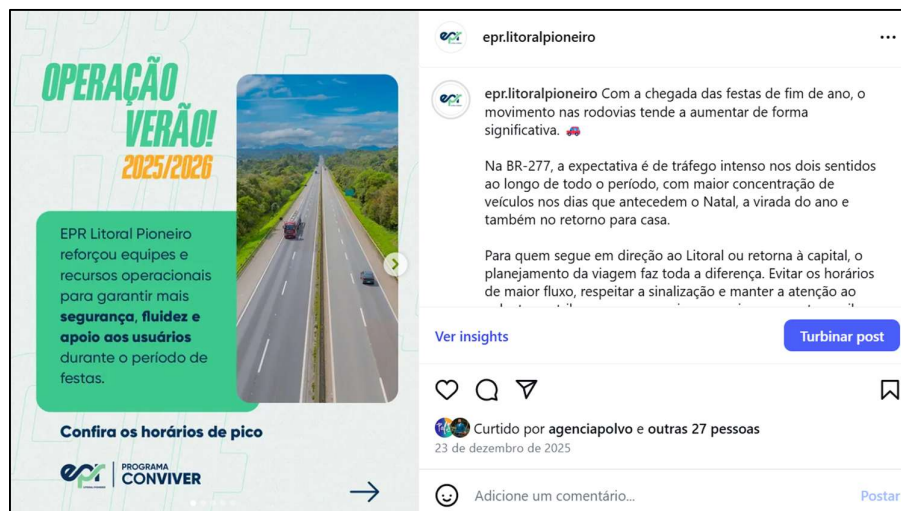 OPERAÇÃO
VERÃO!
2025/2026
EPR Litoral Pioneiro
reforçou equipes e
recursos operacionais
para garantir mais
segurança, fluidez e
apoio aos usuários
durante o período de
festas.
Confira os horários de pico
epr
LITORAL PIONEIRO
PROGRAMA
CONVIVER
epr
epr.litoralpioneiro
epr
epr.litoralpioneiro Com a chegada das festas de fim de ano, o
movimento nas rodovias tende a aumentar de forma
significativa. 🚗
Na BR-277, a expectativa é de tráfego intenso nos dois sentidos
ao longo de todo o período, com maior concentração de
veículos nos dias que antecedem o Natal, a virada do ano e
também no retorno para casa.
Para quem segue em direção ao Litoral ou retorna à capital, o
planejamento da viagem faz toda a diferença. Evitar os horários
de maior fluxo, respeitar a sinalização e manter a atenção ao
Ver insights
Turbinar post
Curtido por agenciapolvo e outras 27 pessoas
23 de dezembro de 2025
Adicione um comentário...
Postar